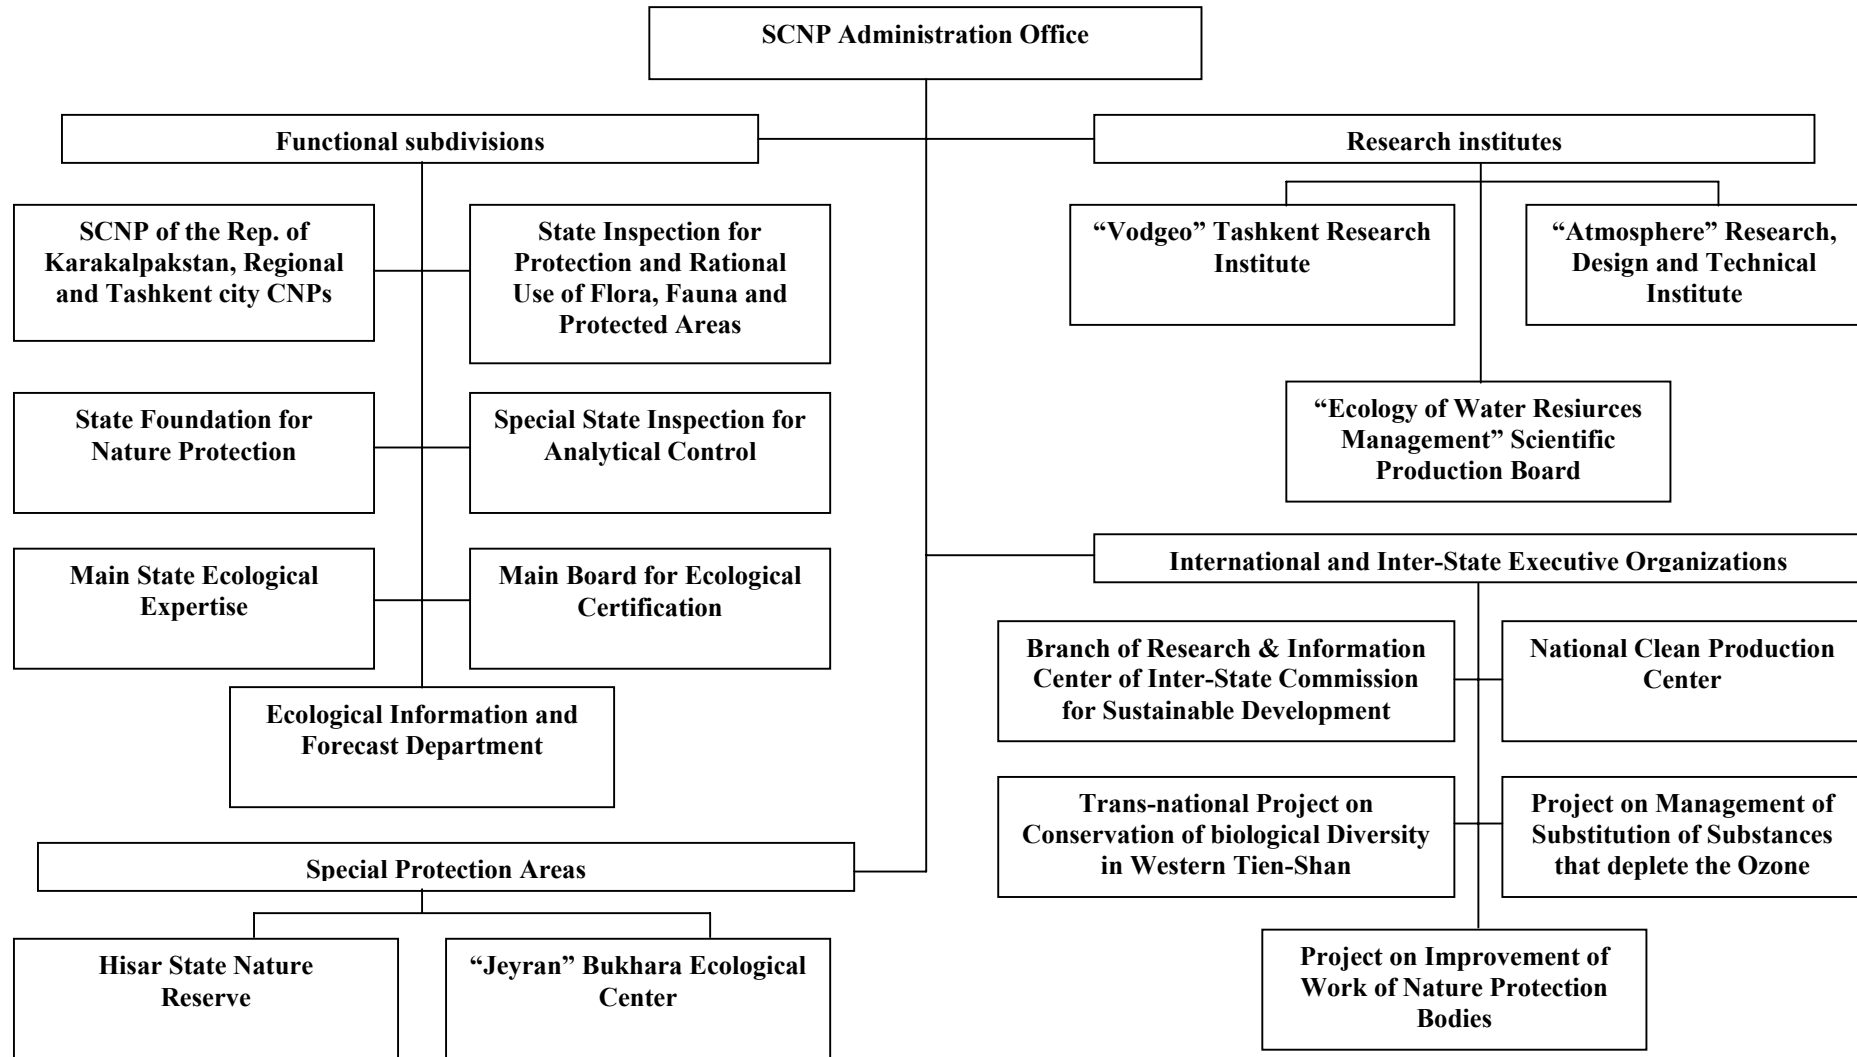 SCNP Administration Office
Functional subdivisions
Research institutes
SCNP of the Rep. of
Karakalpakstan, Regional
and Tashkent city CNPs
State Inspection for
Protection and Rational
Use of Flora, Fauna and
Protected Areas
“Vodgeo” Tashkent Research
Institute
“Atmosphere” Research,
Design and Technical
Institute
State Foundation for
Nature Protection
Special State Inspection for
Analytical Control
“Ecology of Water Resiurces
Management” Scientific
Production Board
Main State Ecological
Expertise
Main Board for Ecological
Certification
Ecological Information and
Forecast Department
International and Inter-State Executive Organizations
Branch of Research & Information
Center of Inter-State Commission
for Sustainable Development
National Clean Production
Center
Trans-national Project on
Conservation of biological Diversity
in Western Tien-Shan
Project on Management of
Substitution of Substances
that deplete the Ozone
Project on Improvement of
Work of Nature Protection
Bodies
Special Protection Areas
Hisar State Nature
Reserve
“Jeyran” Bukhara Ecological
Center